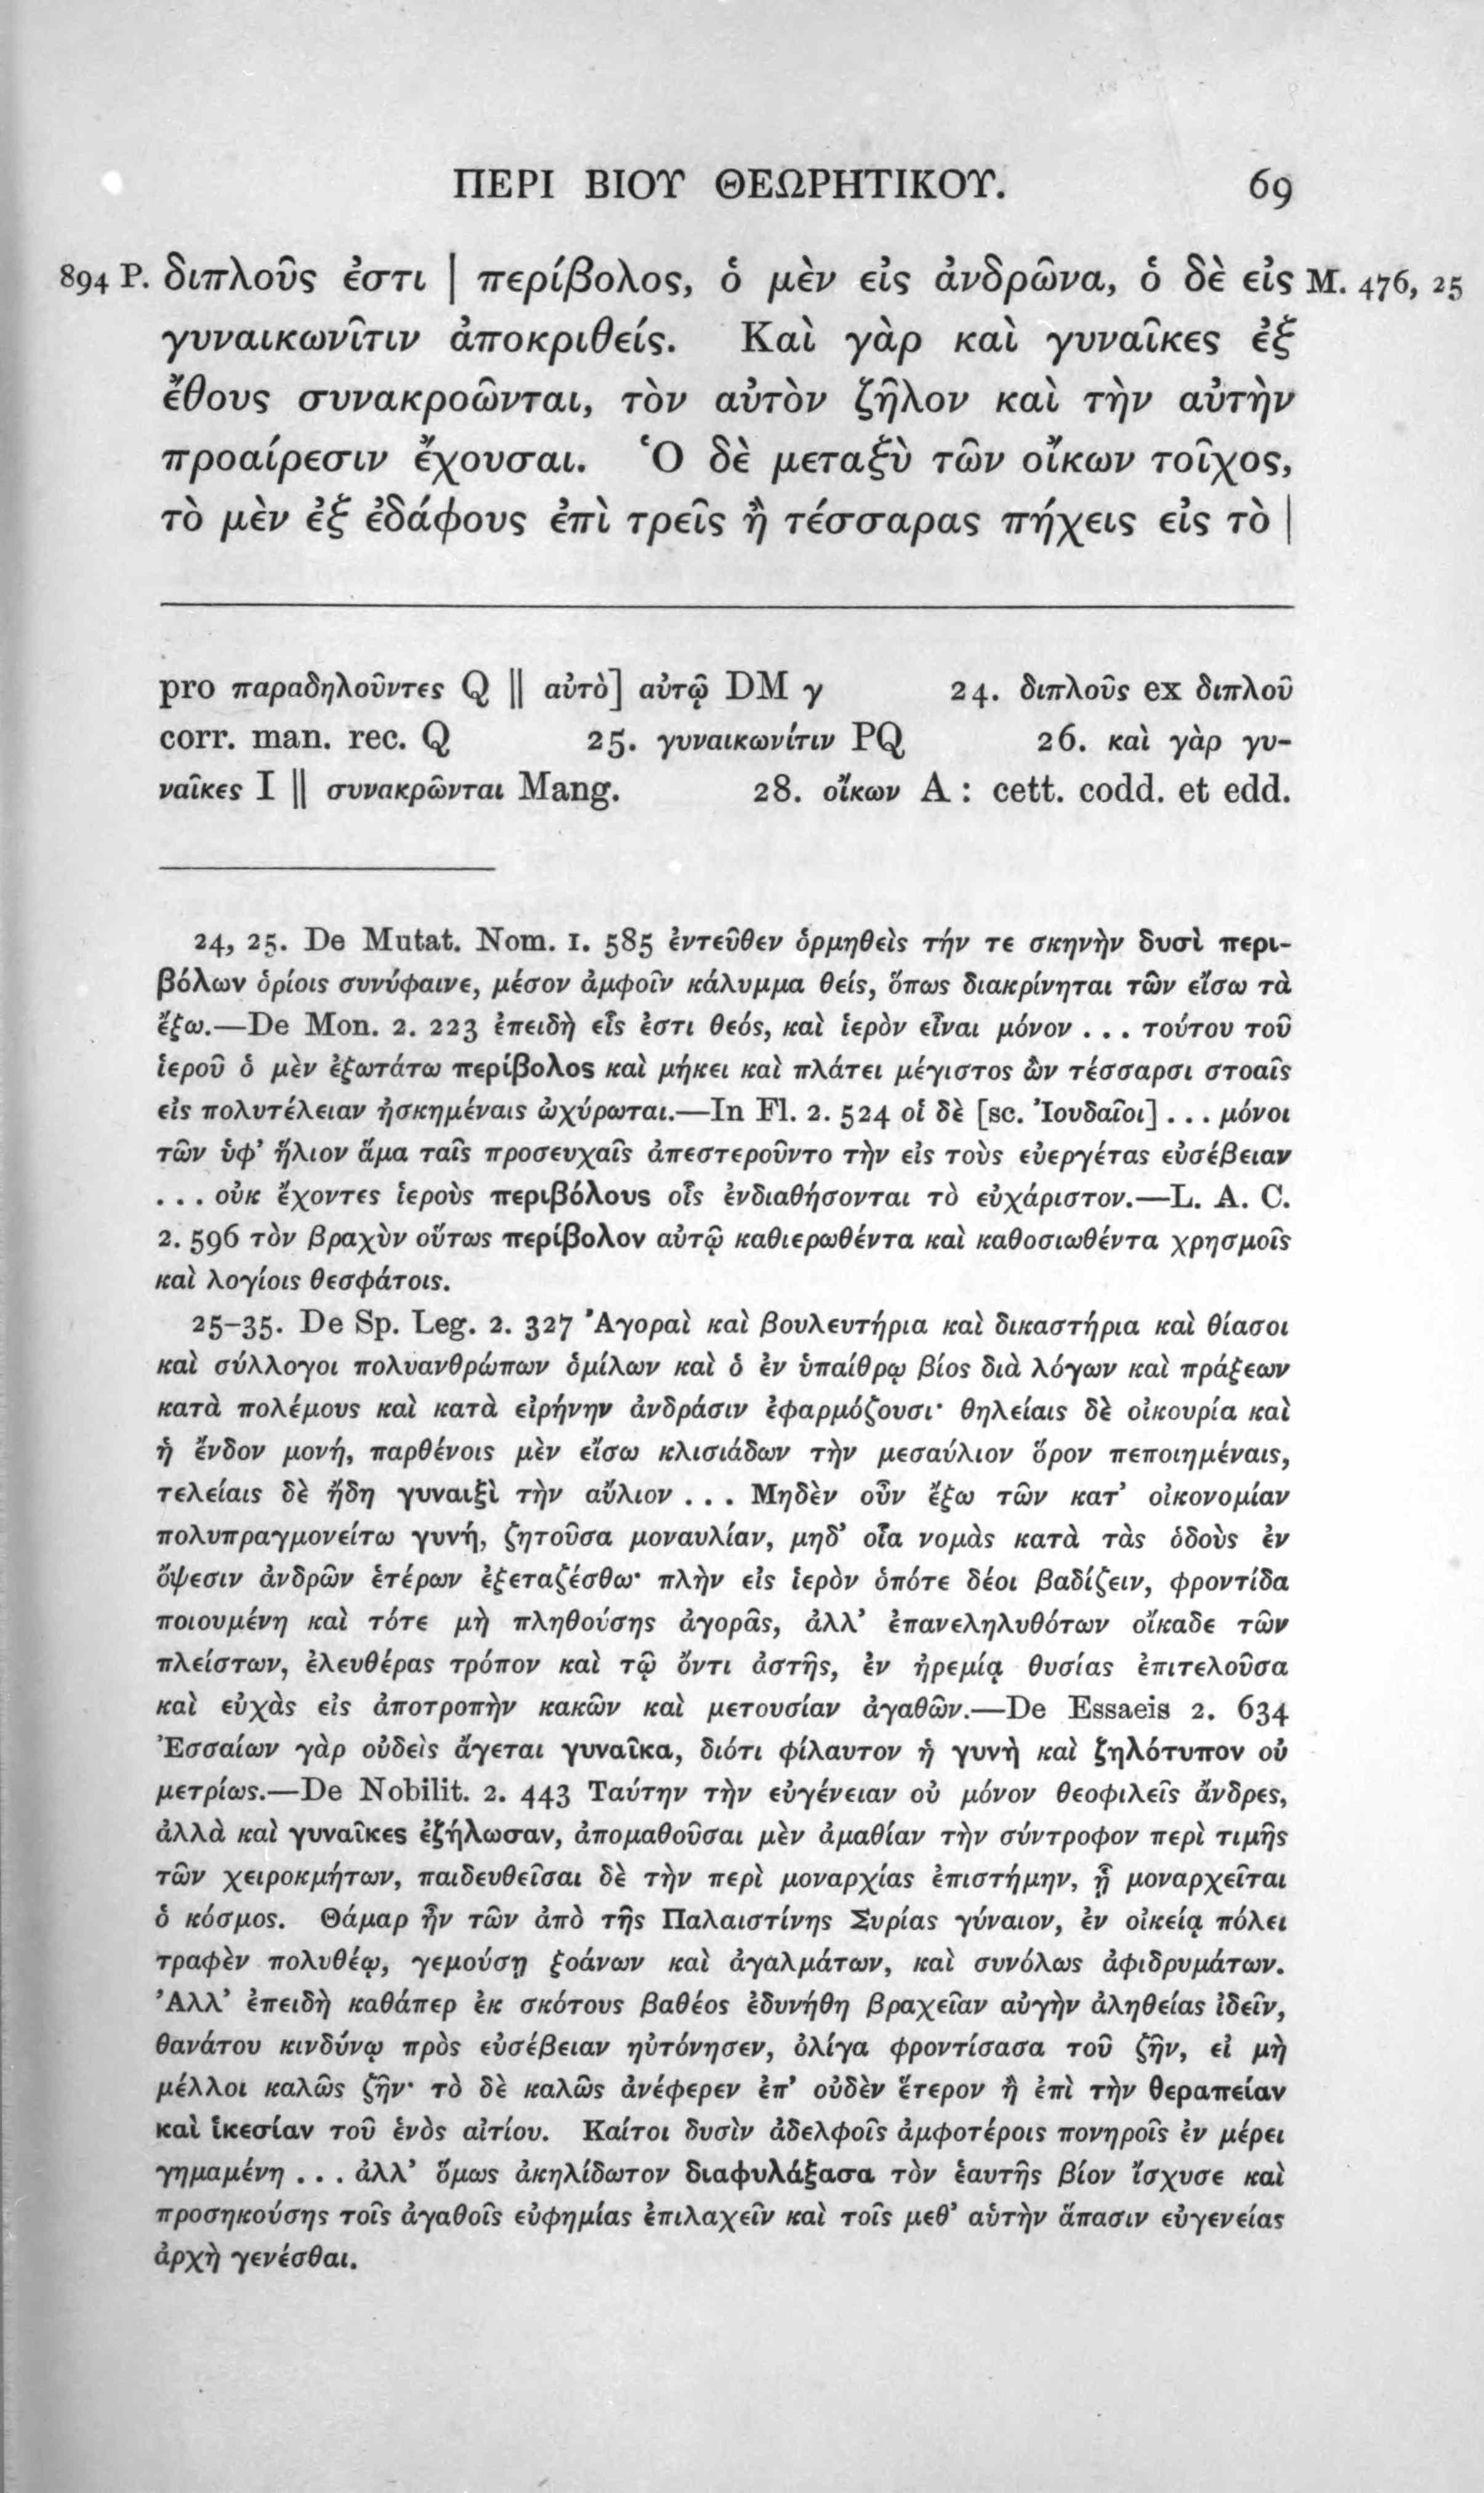 ΠΕΡΙ ΒΙΟΥ ΘΕΩΡΗΤΙΚΟΥ. 69
894 P. διπλοῦς ἐστι | περίβολος, ὁ μὲν εἰς ἀνδρῶνα, ὁ δὲ εἰς M. 476, 25
γυναικωνῖτιν ἀποκριθείς. Καὶ γὰρ καὶ γυναῖκες ἐξ
ἔθους συνακροῶνται, τὸν αὐτὸν ζῆλον καὶ τὴν αὐτὴν
προαίρεσιν ἔχουσαι. Ὁ δὲ μεταξὺ τῶν οἴκων τοῖχος,
τὸ μὲν ἐξ ἐδάφους ἐπὶ τρεῖς ἢ τέσσαρας πήχεις εἰς τὸ |
pro παραδηλοῦντες Q || αὐτὸ] αὐτῷ DM γ 24. διπλοῦς ex διπλοῦ
corr. man. rec. Q 25. γυναικωνίτιν PQ 26. καὶ γὰρ γυ-
ναῖκες I || συνακρῶνται Mang. 28. οἴκων A : cett. codd. et edd.
24, 25. De Mutat. Nom. 1. 585 ἐντεῦθεν ὁρμηθεὶς τήν τε σκηνὴν δυσὶ περι-
βόλων ὁρίοις συνύφαινε, μέσον ἀμφοῖν κάλυμμα θείς, ὅπως διακρίνηται τῶν εἴσω τὰ
ἔξω.—De Mon. 2. 223 ἐπειδὴ εἷς ἐστι θεός, καὶ ἱερὸν εἶναι μόνον . . . τούτου τοῦ
ἱεροῦ ὁ μὲν ἐξωτάτω περίβολος καὶ μήκει καὶ πλάτει μέγιστος ὢν τέσσαρσι στοαῖς
εἰς πολυτέλειαν ἠσκημέναις ὠχύρωται.—In Fl. 2. 524 οἱ δὲ [sc. Ἰουδαῖοι] . . . μόνοι
τῶν ὑφ’ ἥλιον ἅμα ταῖς προσευχαῖς ἀπεστεροῦντο τὴν εἰς τοὺς εὐεργέτας εὐσέβειαν
. . . οὐκ ἔχοντες ἱεροὺς περιβόλους οἷς ἐνδιαθήσονται τὸ εὐχάριστον.—L. A. C.
2. 596 τὸν βραχὺν οὕτως περίβολον αὐτῷ καθιερωθέντα καὶ καθοσιωθέντα χρησμοῖς
καὶ λογίοις θεσφάτοις.
25–35. De Sp. Leg. 2. 327 Ἀγοραὶ καὶ βουλευτήρια καὶ δικαστήρια καὶ θίασοι
καὶ σύλλογοι πολυανθρώπων ὁμίλων καὶ ὁ ἐν ὑπαίθρῳ βίος διὰ λόγων καὶ πράξεων
κατὰ πολέμους καὶ κατὰ εἰρήνην ἀνδράσιν ἐφαρμόζουσι· θηλείαις δὲ οἰκουρία καὶ
ἡ ἔνδον μονή, παρθένοις μὲν εἴσω κλισιάδων τὴν μεσαύλιον ὅρον πεποιημέναις,
τελείαις δὲ ἤδη γυναιξὶ τὴν αὔλιον . . . Μηδὲν οὖν ἔξω τῶν κατ’ οἰκονομίαν
πολυπραγμονείτω γυνή, ζητοῦσα μοναυλίαν, μηδ’ οἷα νομὰς κατὰ τὰς ὁδοὺς ἐν
ὄψεσιν ἀνδρῶν ἑτέρων ἐξεταζέσθω· πλὴν εἰς ἱερὸν ὁπότε δέοι βαδίζειν, φροντίδα
ποιουμένη καὶ τότε μὴ πληθούσης ἀγορᾶς, ἀλλ’ ἐπανεληλυθότων οἴκαδε τῶν
πλείστων, ἐλευθέρας τρόπον καὶ τῷ ὄντι ἀστῆς, ἐν ἠρεμίᾳ θυσίας ἐπιτελοῦσα
καὶ εὐχὰς εἰς ἀποτροπὴν κακῶν καὶ μετουσίαν ἀγαθῶν.—De Essaeis 2. 634
Ἐσσαίων γὰρ οὐδεὶς ἄγεται γυναῖκα, διότι φίλαυτον ἡ γυνὴ καὶ ζηλότυπον οὐ
μετρίως.—De Nobilit. 2. 443 Ταύτην τὴν εὐγένειαν οὐ μόνον θεοφιλεῖς ἄνδρες,
ἀλλὰ καὶ γυναῖκες ἐζήλωσαν, ἀπομαθοῦσαι μὲν ἀμαθίαν τὴν σύντροφον περὶ τιμῆς
τῶν χειροκμήτων, παιδευθεῖσαι δὲ τὴν περὶ μοναρχίας ἐπιστήμην, ᾗ μοναρχεῖται
ὁ κόσμος. Θάμαρ ἦν τῶν ἀπὸ τῆς Παλαιστίνης Συρίας γύναιον, ἐν οἰκείᾳ πόλει
τραφὲν πολυθέῳ, γεμούσῃ ξοάνων καὶ ἀγαλμάτων, καὶ συνόλως ἀφιδρυμάτων.
Ἀλλ’ ἐπειδὴ καθάπερ ἐκ σκότους βαθέος ἐδυνήθη βραχεῖαν αὐγὴν ἀληθείας ἰδεῖν,
θανάτου κινδύνῳ πρὸς εὐσέβειαν ηὐτόνησεν, ὀλίγα φροντίσασα τοῦ ζῆν, εἰ μὴ
μέλλοι καλῶς ζῆν· τὸ δὲ καλῶς ἀνέφερεν ἐπ’ οὐδὲν ἕτερον ἢ ἐπὶ τὴν θεραπείαν
καὶ ἱκεσίαν τοῦ ἑνὸς αἰτίου. Καίτοι δυσὶν ἀδελφοῖς ἀμφοτέροις πονηροῖς ἐν μέρει
γημαμένη . . . ἀλλ’ ὅμως ἀκηλίδωτον διαφυλάξασα τὸν ἑαυτῆς βίον ἴσχυσε καὶ
προσηκούσης τοῖς ἀγαθοῖς εὐφημίας ἐπιλαχεῖν καὶ τοῖς μεθ’ αὑτὴν ἅπασιν εὐγενείας
ἀρχὴ γενέσθαι.